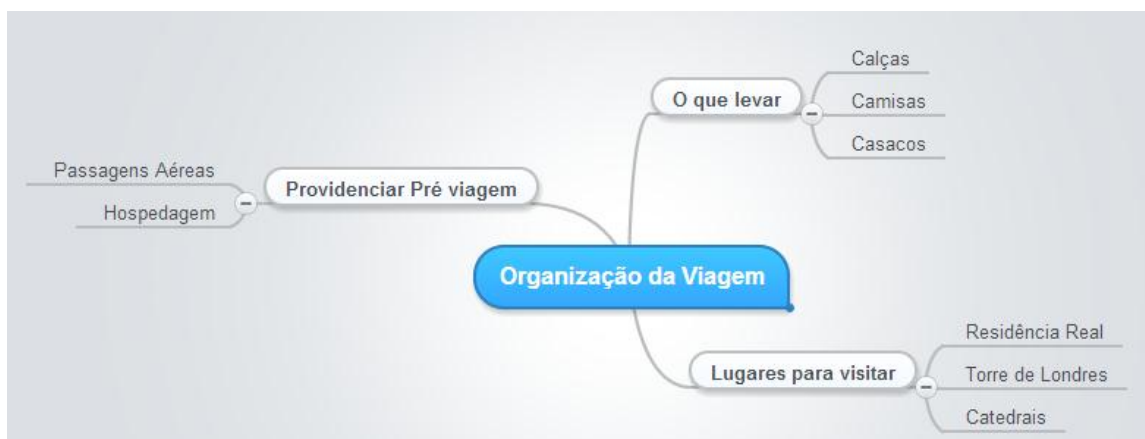 Organização da Viagem
Providenciar Pré viagem
Passagens Aéreas
Hospedagem
O que levar
Calças
Camisas
Casacos
Lugares para visitar
Residência Real
Torre de Londres
Catedrais